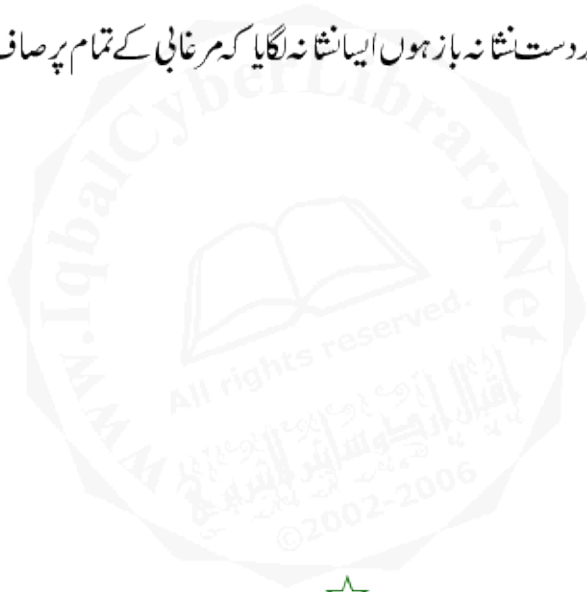 ردست نشانہ باز ہوں ایسا نشانہ لگایا کہ مرغابی کے تمام پر صاف
www.IqbalCyberLibrary.Net
All rights reserved.
©2002-2006